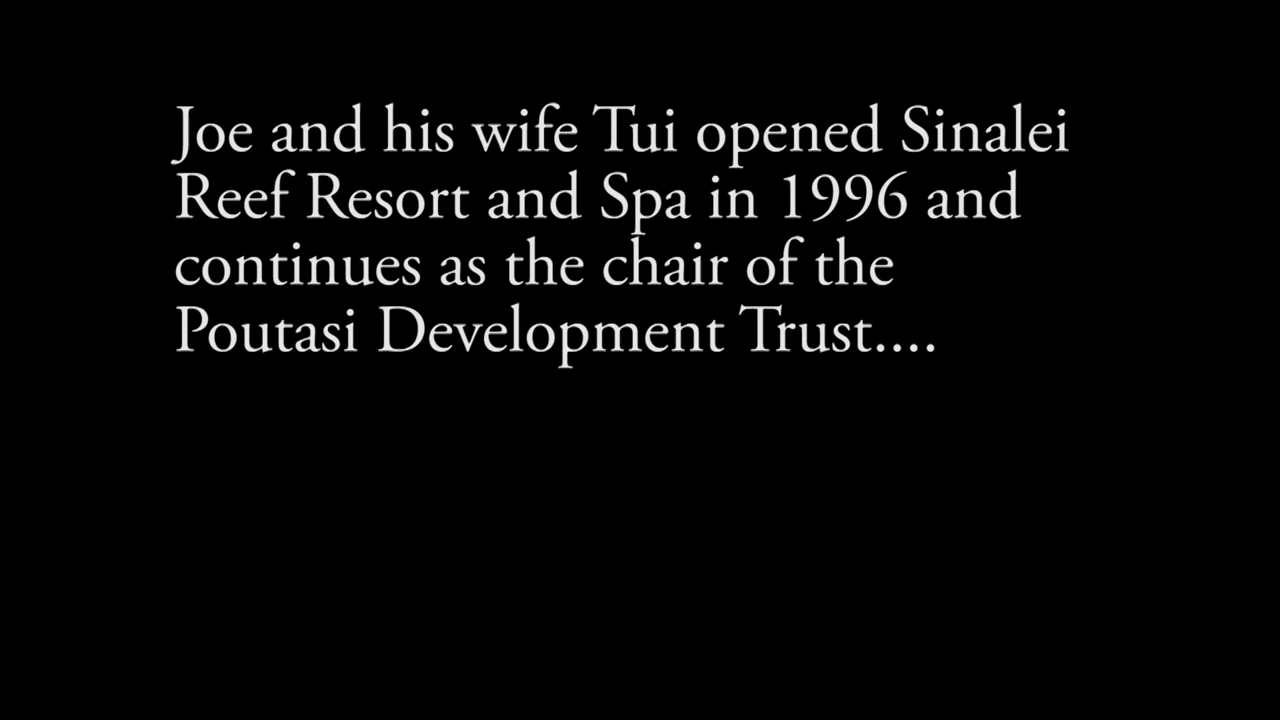 Joe and his wife Tui opened Sinalei
Reef Resort and Spa in 1996 and
continues as the chair of the
Poutasi Development Trust....